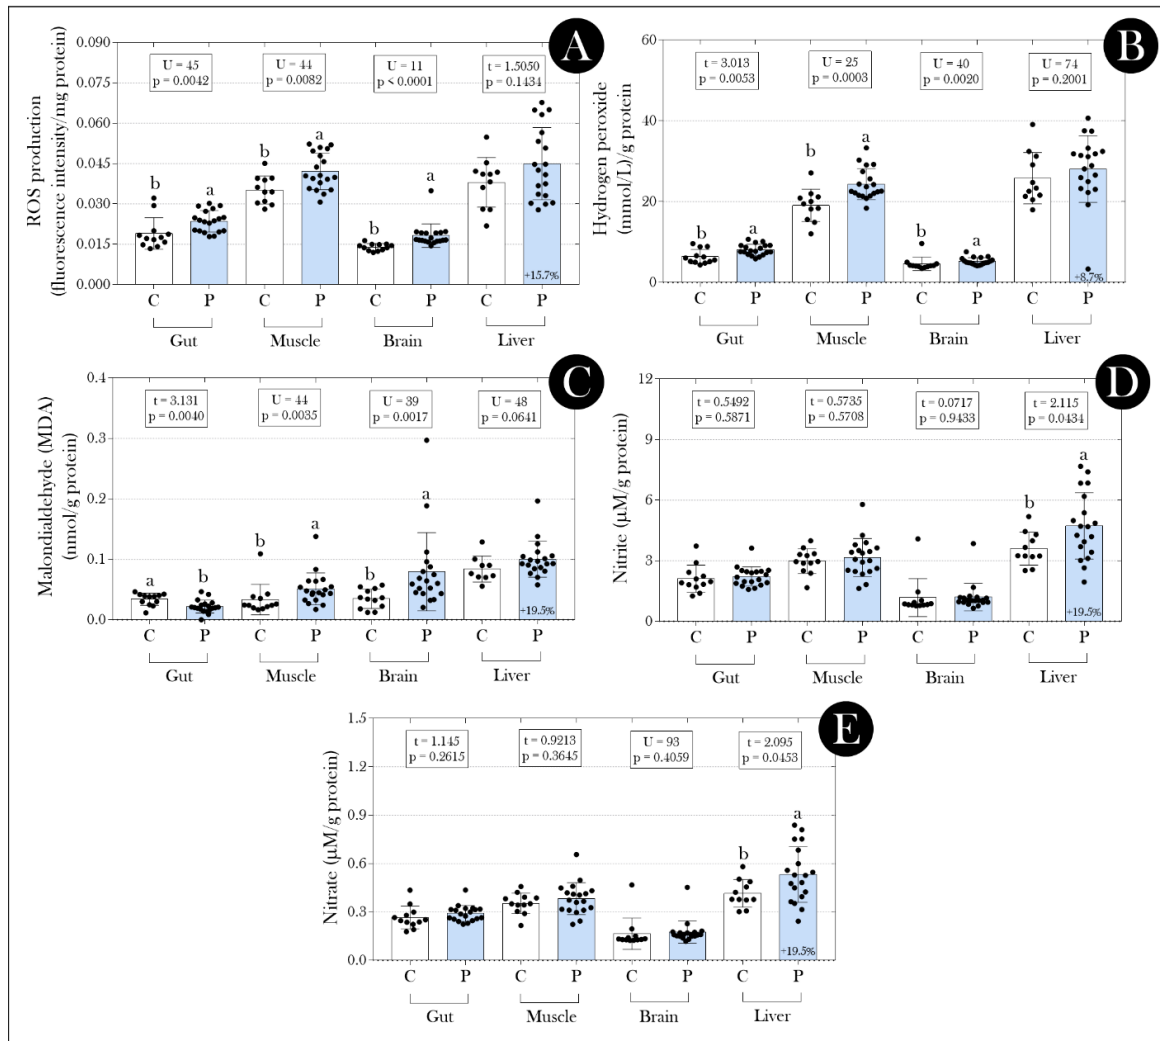 A
ROS production
(fluorescence intensity/mg protein)
0.090
0.075
0.060
0.045
0.030
0.015
0.000
U = 45
p = 0.0042
U = 44
p = 0.0082
U = 11
p < 0.0001
t = 1.5050
p = 0.1434
b
a
b
a
b
a
+15.7%
C
P
C
P
C
P
C
P
Gut
Muscle
Brain
Liver
B
Hydrogen peroxide
(mmol/L)/g protein
60
40
20
0
t = 3.013
p = 0.0053
U = 25
p = 0.0003
U = 40
p = 0.0020
U = 74
p = 0.2001
b
a
b
a
b
a
+8.7%
C
P
C
P
C
P
C
P
Gut
Muscle
Brain
Liver
C
Malondialdehyde (MDA)
(nmol/g protein)
0.4
0.3
0.2
0.1
0.0
t = 3.131
p = 0.0040
U = 44
p = 0.0035
U = 39
p = 0.0017
U = 48
p = 0.0641
a
b
b
a
b
a
+19.5%
C
P
C
P
C
P
C
P
Gut
Muscle
Brain
Liver
D
Nitrite (µM/g protein)
12
9
6
3
0
t = 0.5492
p = 0.5871
t = 0.5735
p = 0.5708
t = 0.0717
p = 0.9433
t = 2.115
p = 0.0434
b
a
+19.5%
C
P
C
P
C
P
C
P
Gut
Muscle
Brain
Liver
E
Nitrate (µM/g protein)
1.5
1.2
0.9
0.6
0.3
0.0
t = 1.145
p = 0.2615
t = 0.9213
p = 0.3645
U = 93
p = 0.4059
t = 2.095
p = 0.0453
b
a
+19.5%
C
P
C
P
C
P
C
P
Gut
Muscle
Brain
Liver